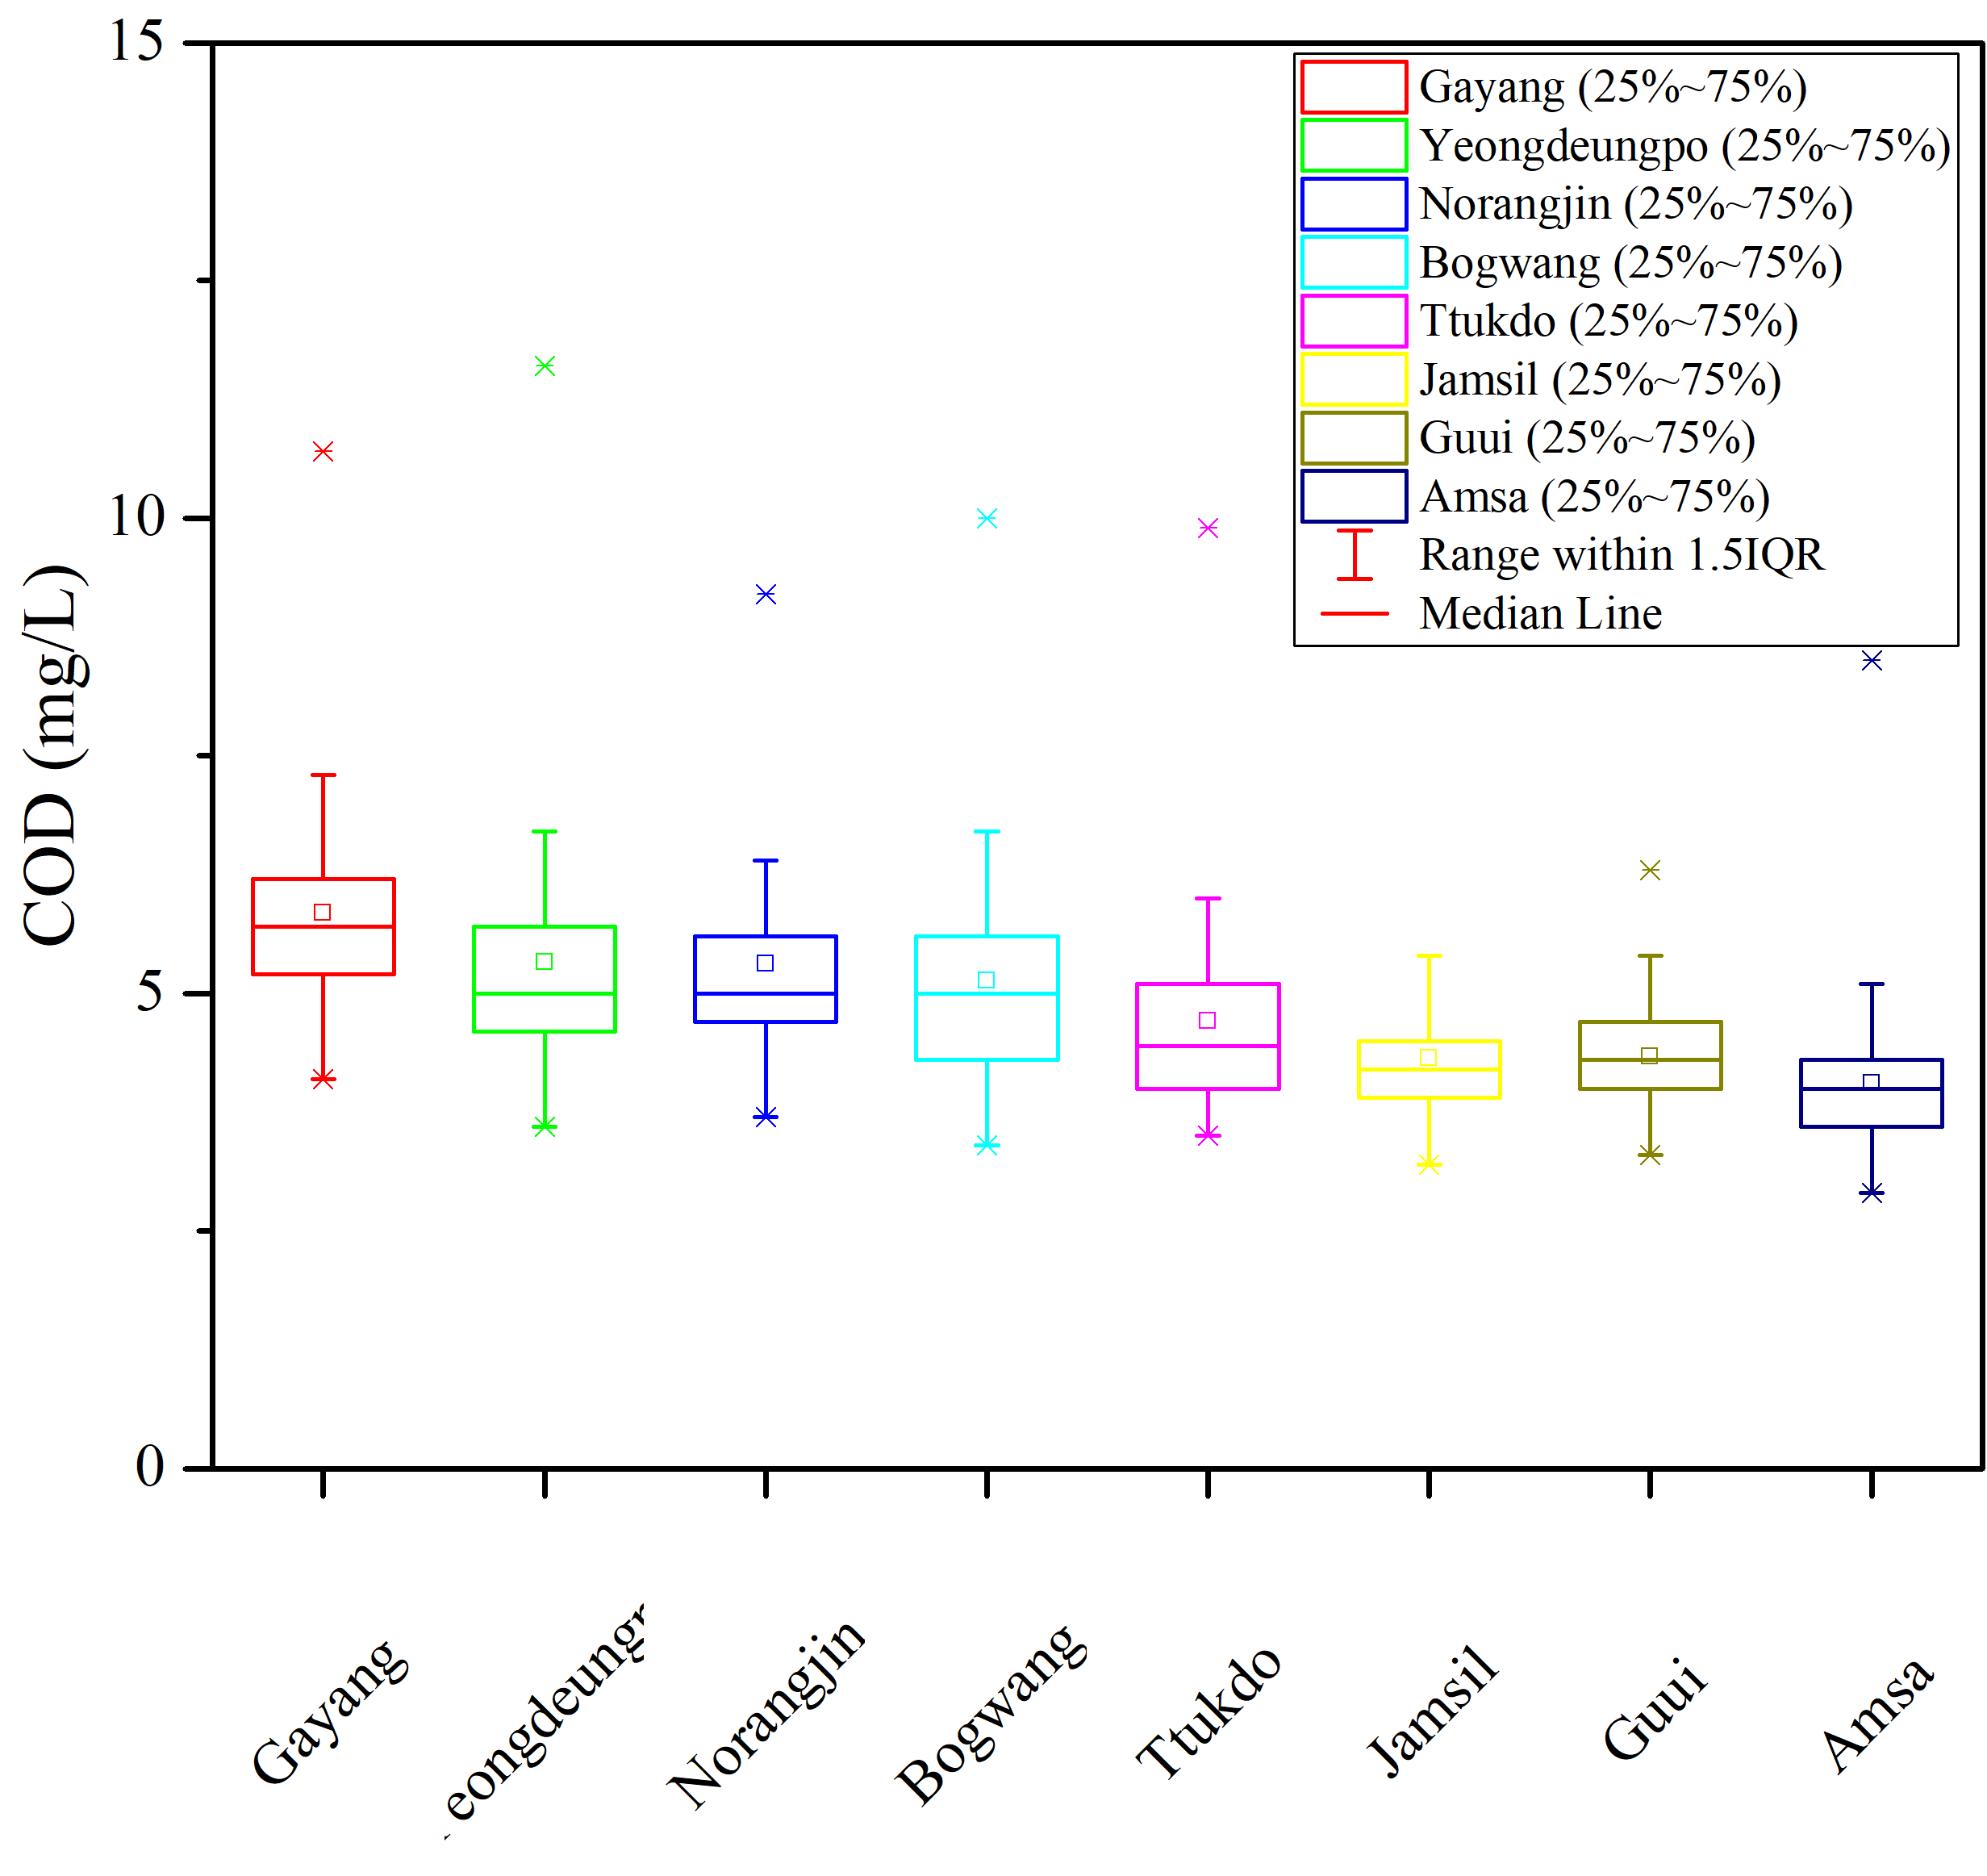 15
10
5
0
COD (mg/L)
Gayang (25%~75%)
Yeongdeungpo (25%~75%)
Norangjin (25%~75%)
Bogwang (25%~75%)
Ttukdo (25%~75%)
Jamsil (25%~75%)
Guui (25%~75%)
Amsa (25%~75%)
Range within 1.5IQR
Median Line
Gayang
eongdeung
Norangjin
Bogwang
Ttukdo
Jamsil
Guui
Amsa